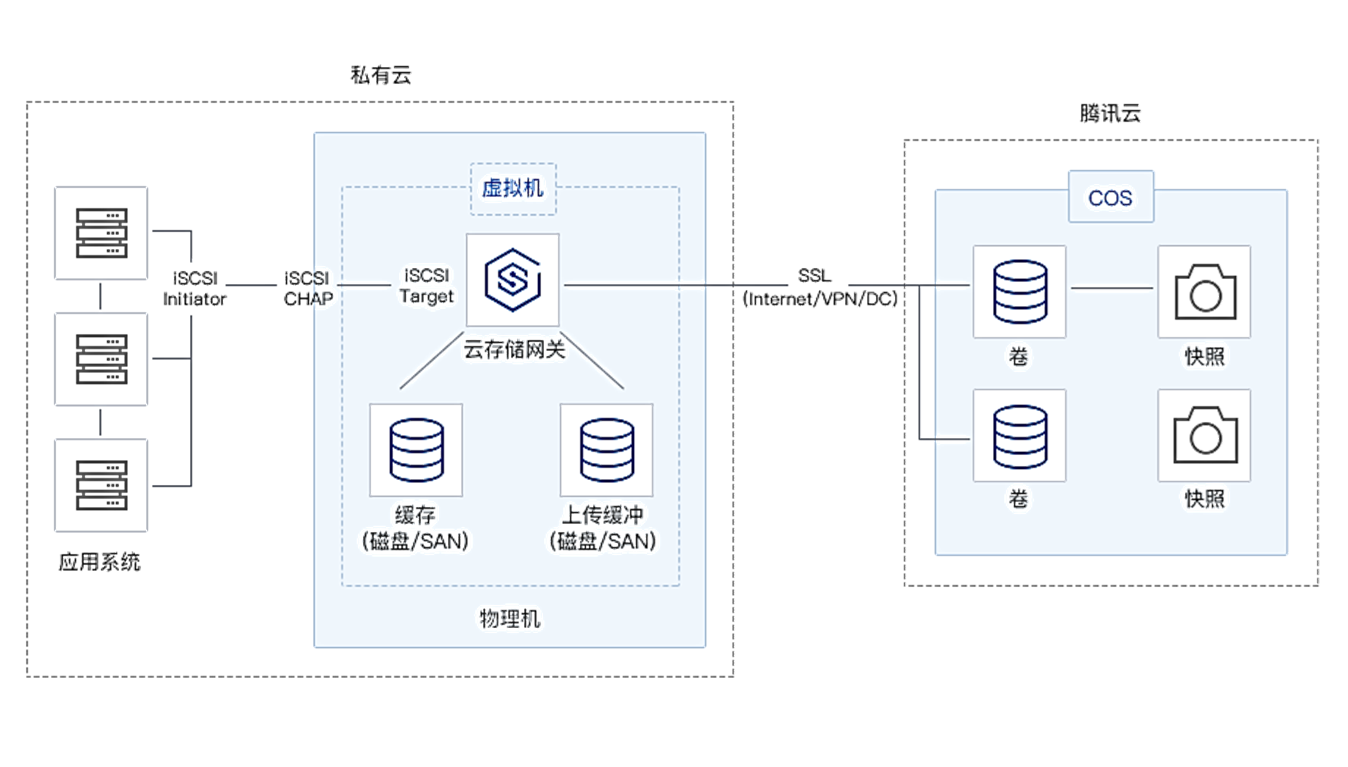 私有云
腾讯云
虚拟机
COS
iSCSI
Initiator
iSCSI
CHAP
iSCSI
Target
SSL
(Internet/VPN/DC)
云存储网关
卷
快照
卷
快照
缓存
(磁盘/SAN)
上传缓冲
(磁盘/SAN)
应用系统
物理机